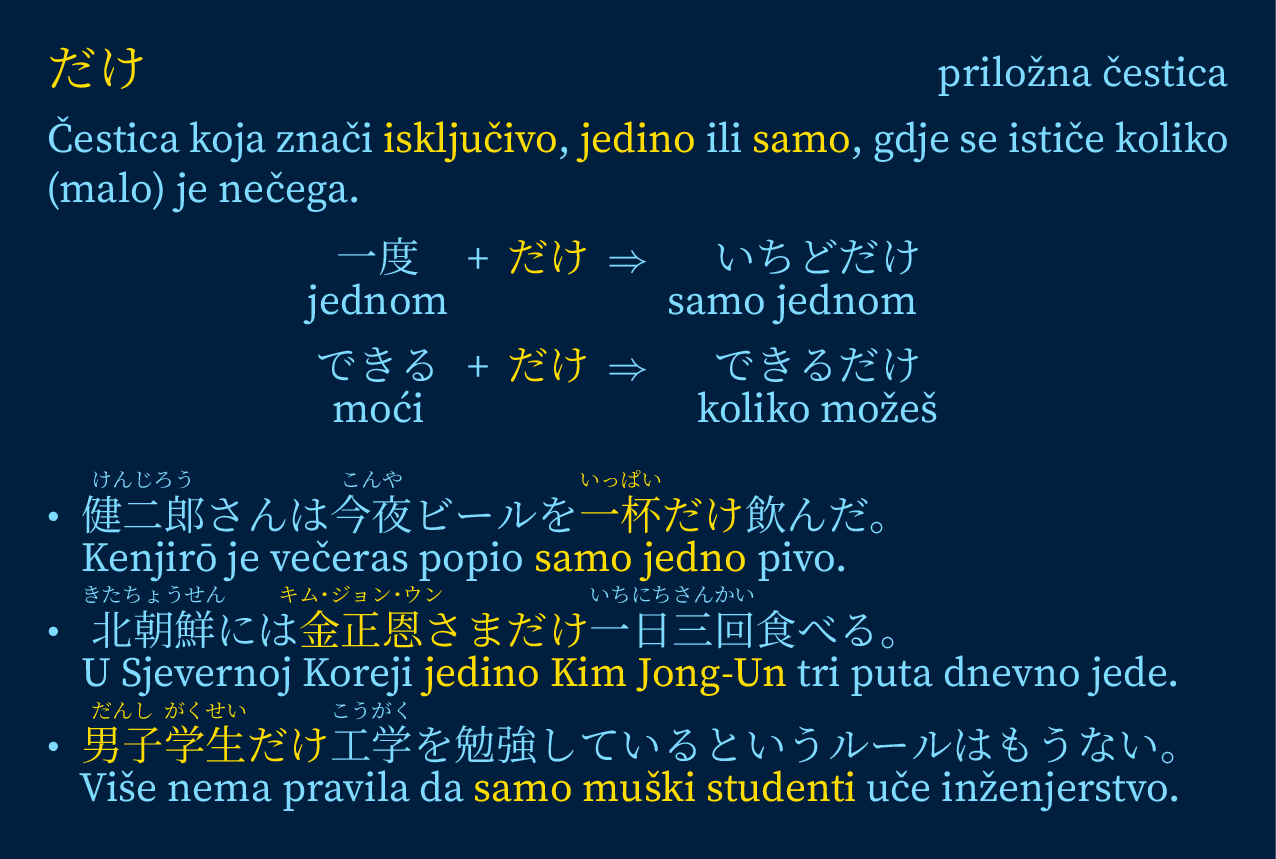 だけ priložna čestica
Čestica koja znači isključivo, jedino ili samo, gdje se ističe koliko
(malo) je nečega.
一度 + だけ ⇒ いちどだけ
jednom samo jednom
できる + だけ ⇒ できるだけ
moći koliko možeš
けんじろう こんや いっぱい
• 健二郎さんは今夜ビールを一杯だけ飲んだ。
Kenjirō je večeras popio samo jedno pivo.
きたちょうせん キム・ジョン・ウン いちにちさんかい
• 北朝鮮には金正恩さまだけ一日三回食べる。
U Sjevernoj Koreji jedino Kim Jong-Un tri puta dnevno jede.
だんし がくせい こうがく
• 男子学生だけ工学を勉強しているというルールはもうない。
Više nema pravila da samo muški studenti uče inženjerstvo.